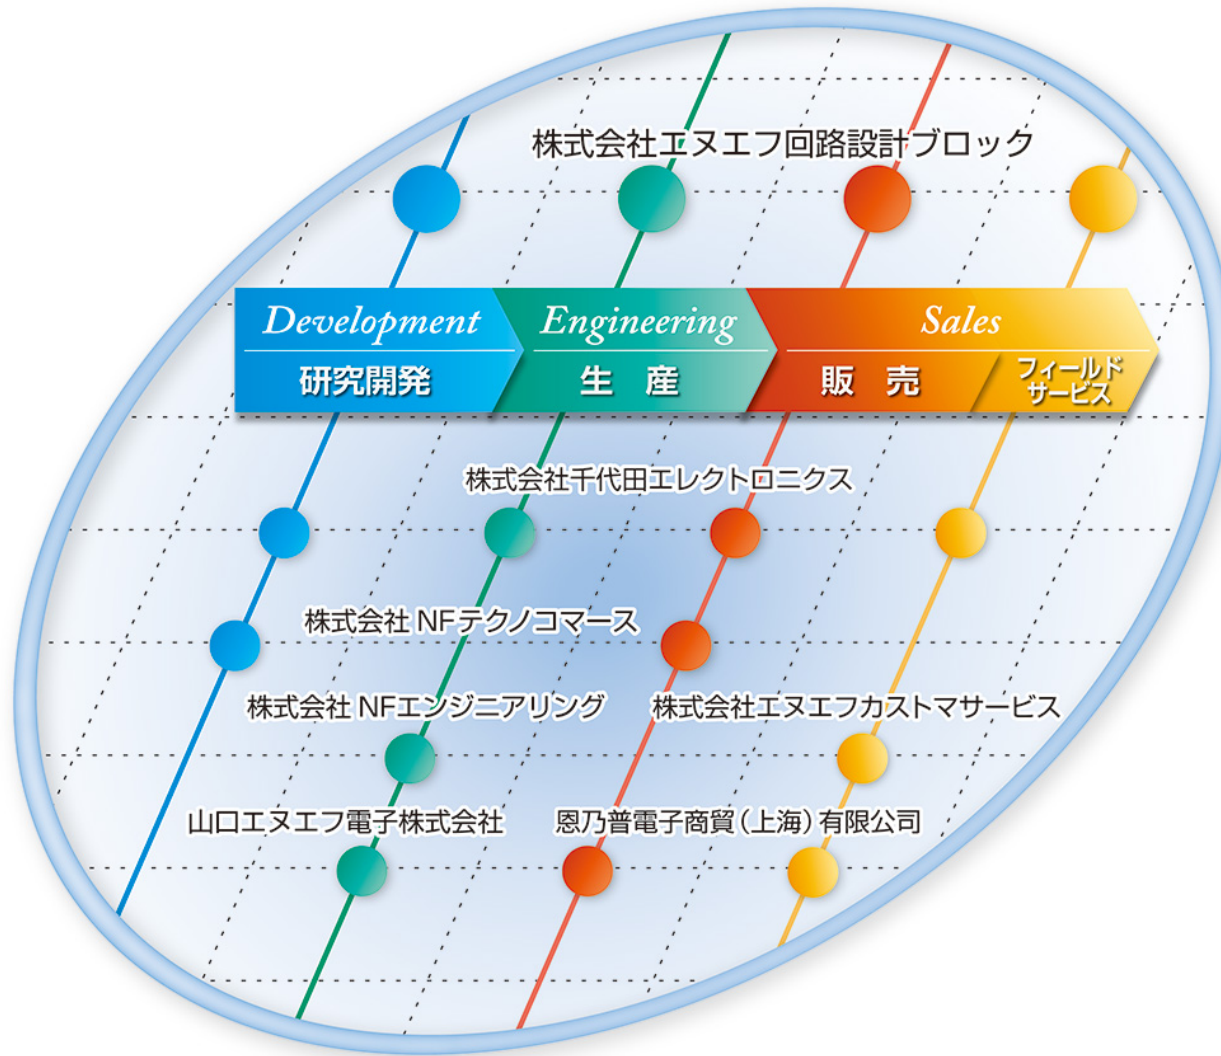 株式会社エヌエフ回路設計ブロック
Development
Engineering
Sales
研究開発
生 産
販 売
フィールド
サービス
株式会社千代田エレクトロニクス
株式会社 NFテクノコマース
株式会社 NFエンジニアリング
株式会社エヌエフカストマサービス
山口エヌエフ電子株式会社
恩乃普電子商貿（上海）有限公司